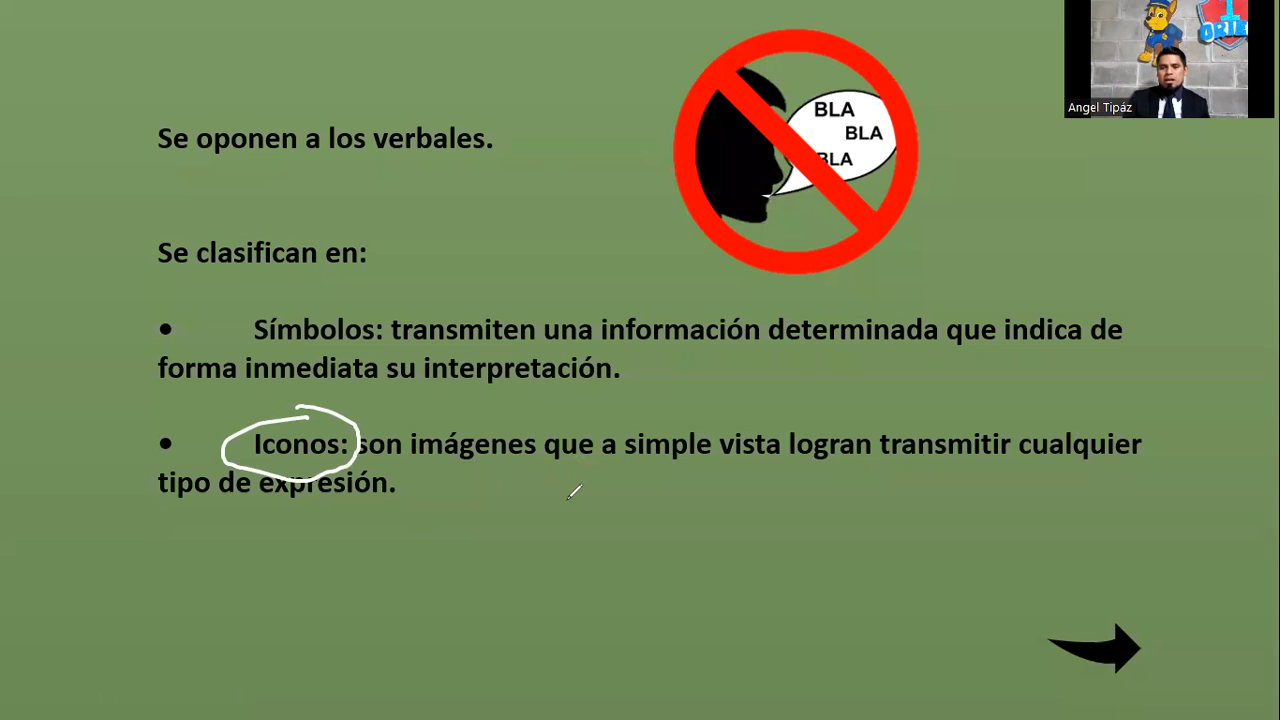 BLA
BLA
BLA
Angel Tipáz
Se oponen a los verbales.
Se clasifican en:
• Símbolos: transmiten una información determinada que indica de
forma inmediata su interpretación.
• Iconos: son imágenes que a simple vista logran transmitir cualquier
tipo de expresión.